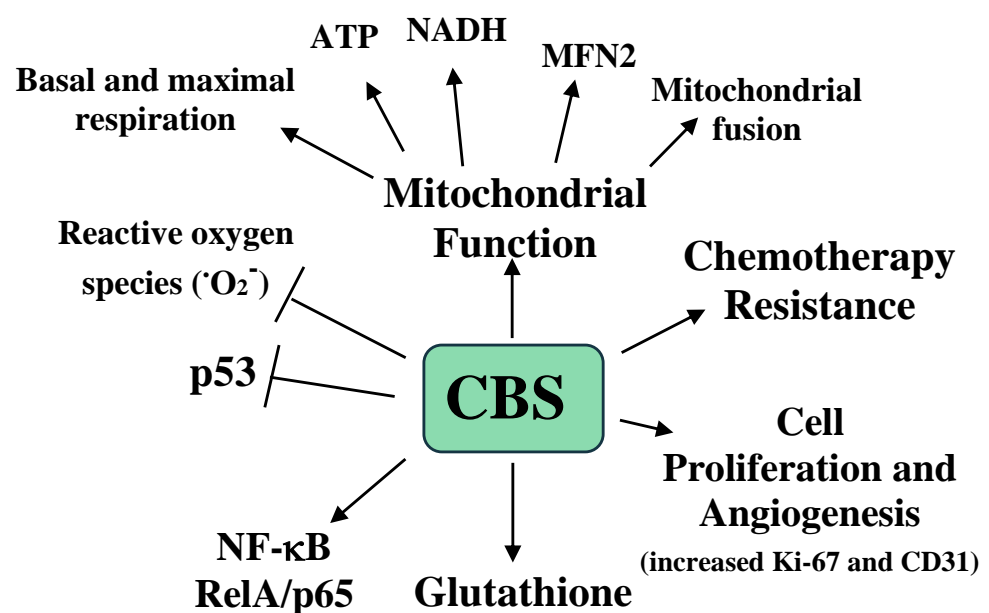 ATP
NADH
MFN2
Basal and maximal
respiration
Mitochondrial
fusion
Mitochondrial
Function
Reactive oxygen
species (•O₂⁻)
Chemotherapy
Resistance
p53
CBS
Cell
Proliferation and
Angiogenesis
(increased Ki-67 and CD31)
NF-κB
RelA/p65
Glutathione